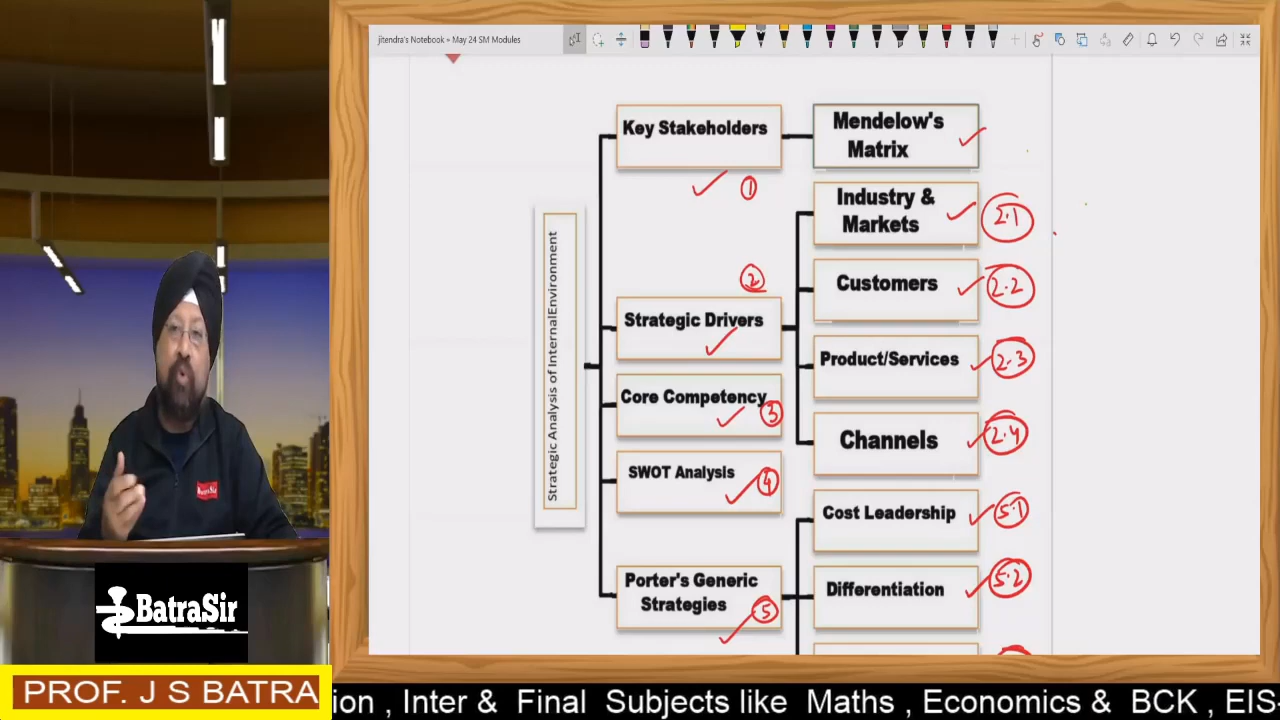 jitendra's Notebook » May 24 SM Modules
Strategic Analysis of InternalEnvironment
Key Stakeholders
1
Mendelow's
Matrix
Industry &
Markets
2.1
Customers
2.2
2
Strategic Drivers
Product/Services
2.3
Core Competency
3
Channels
2.4
SWOT Analysis
4
Cost Leadership
5.1
Porter's Generic
Strategies
5
Differentiation
5.2
BatraSir
BatraSir
PROF. J S BATRA
ion , Inter & Final Subjects like Maths , Economics & BCK , EIS